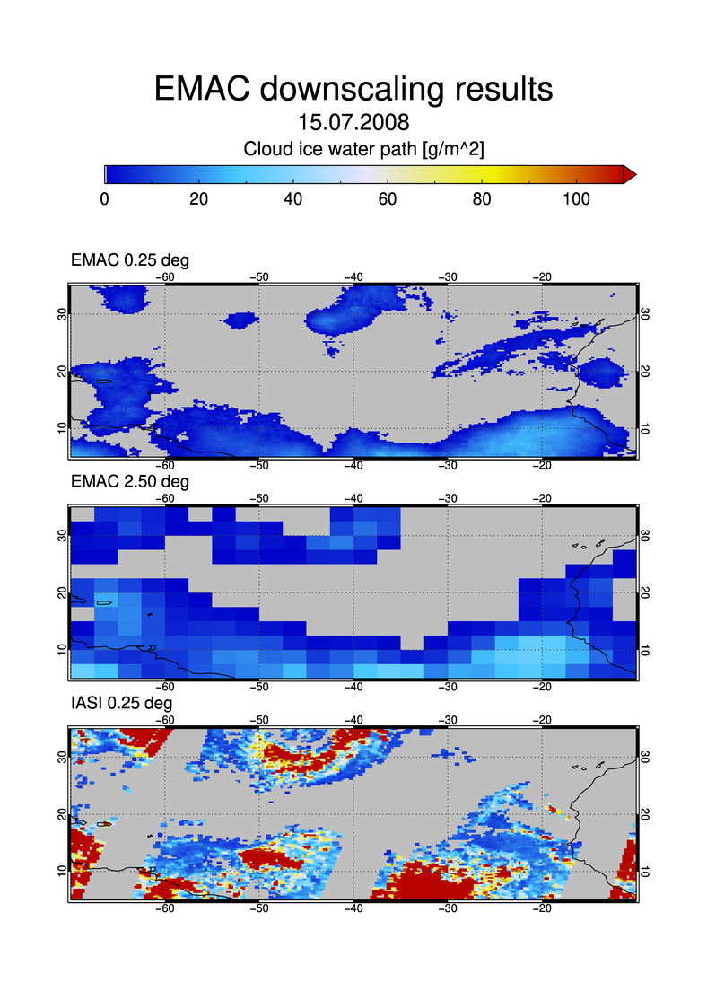 EMAC downscaling results
15.07.2008
Cloud ice water path [g/m^2]
0 20 40 60 80 100
EMAC 0.25 deg
−60 −50 −40 −30 −20
30 30
20 20
10 10
−60 −50 −40 −30 −20
EMAC 2.50 deg
−60 −50 −40 −30 −20
30 30
20 20
10 10
−60 −50 −40 −30 −20
IASI 0.25 deg
−60 −50 −40 −30 −20
30 30
20 20
10 10
−60 −50 −40 −30 −20